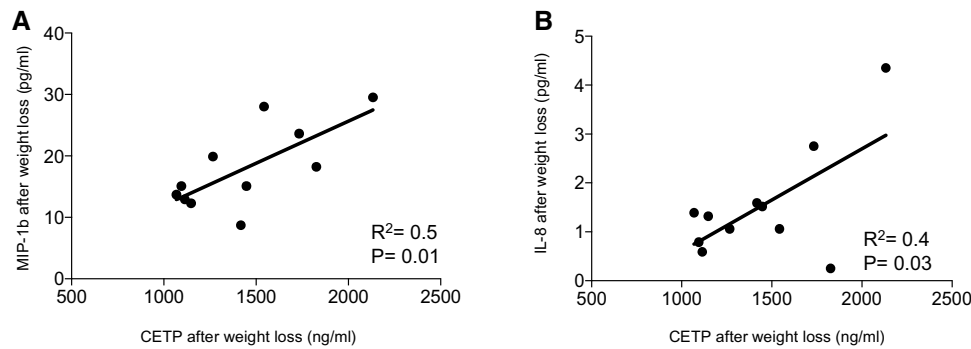 A
MIP-1b after weight loss (pg/ml)
40
30
20
10
0
R²= 0.5
P= 0.01
500 1000 1500 2000 2500
CETP after weight loss (ng/ml)
B
IL-8 after weight loss (pg/ml)
5
4
3
2
1
0
R²= 0.4
P= 0.03
500 1000 1500 2000 2500
CETP after weight loss (ng/ml)